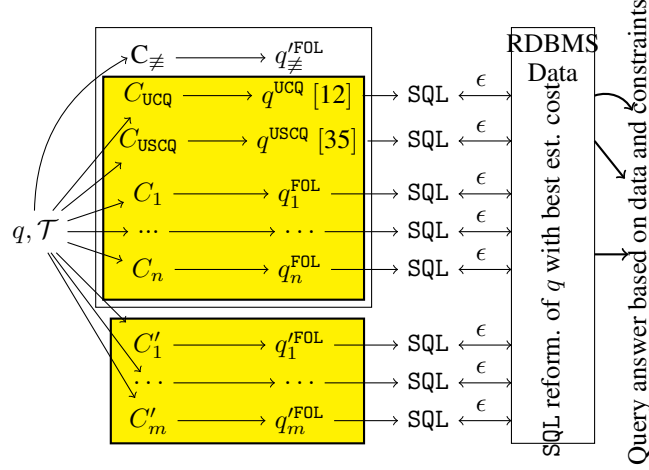 C≢ q′FOL≢
CUCQ qUCQ [12] SQL ϵ
CUSCQ qUSCQ [35] SQL ϵ
C1 qFOL1 SQL ϵ
q, 𝒯 ... ··· SQL ϵ
Cn qFOLn SQL ϵ
C′1 q′FOL1 SQL ϵ
··· ··· SQL ϵ
C′m q′FOLm SQL ϵ
RDBMS
Data
SQL reform. of q with best est. cost
Query answer based on data and constraints